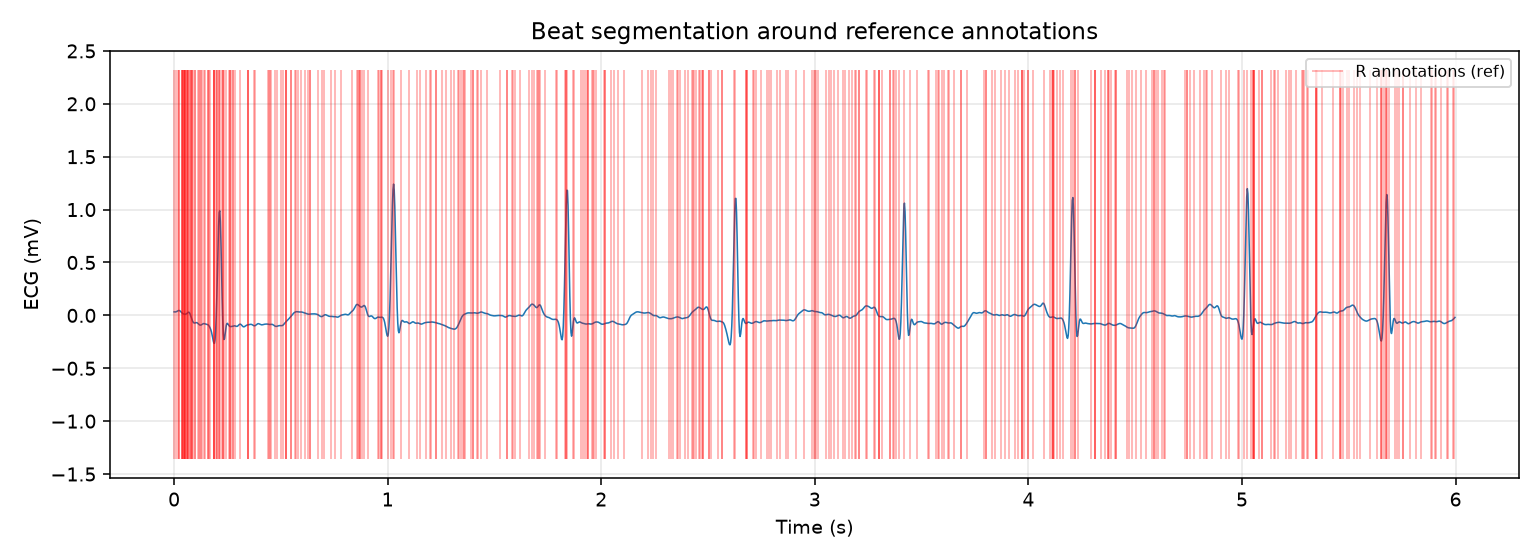 Beat segmentation around reference annotations
R annotations (ref)
ECG (mV)
2.5
2.0
1.5
1.0
0.5
0.0
−0.5
−1.0
−1.5
0 1 2 3 4 5 6
Time (s)